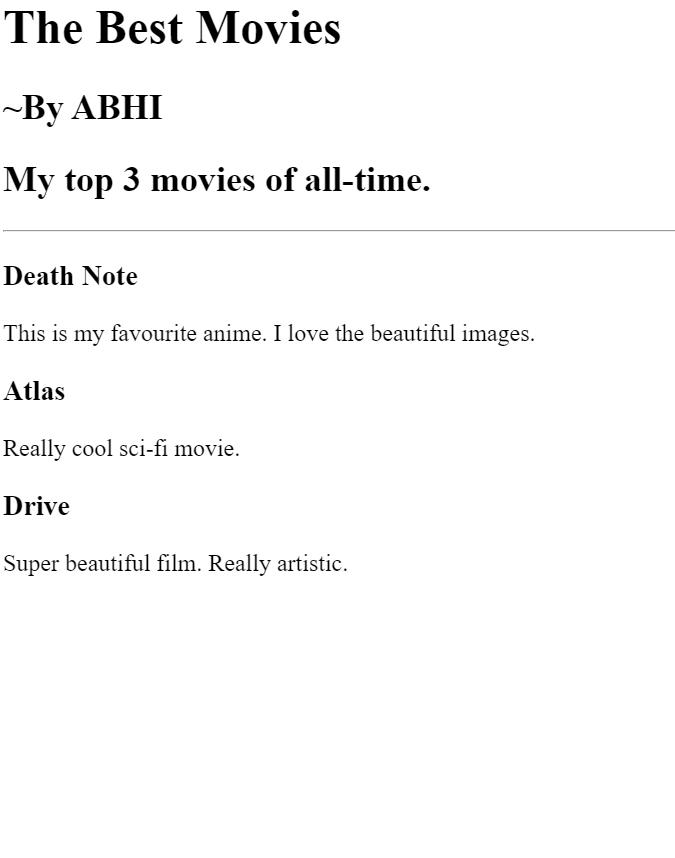 The Best Movies
~By ABHI
My top 3 movies of all-time.
Death Note
This is my favourite anime. I love the beautiful images.
Atlas
Really cool sci-fi movie.
Drive
Super beautiful film. Really artistic.